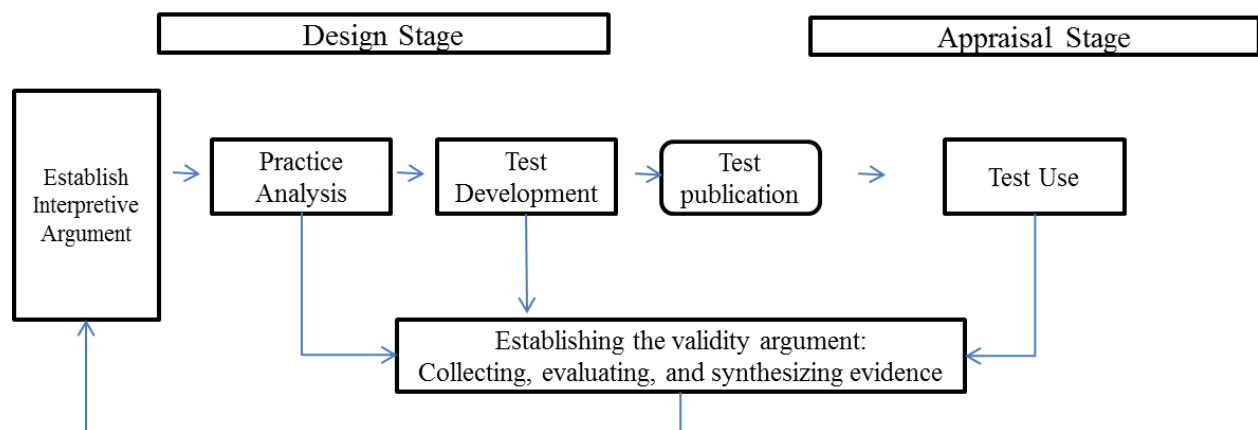 Design Stage
Appraisal Stage
Establish
Interpretive
Argument
Practice
Analysis
Test
Development
Test
publication
Test Use
Establishing the validity argument:
Collecting, evaluating, and synthesizing evidence